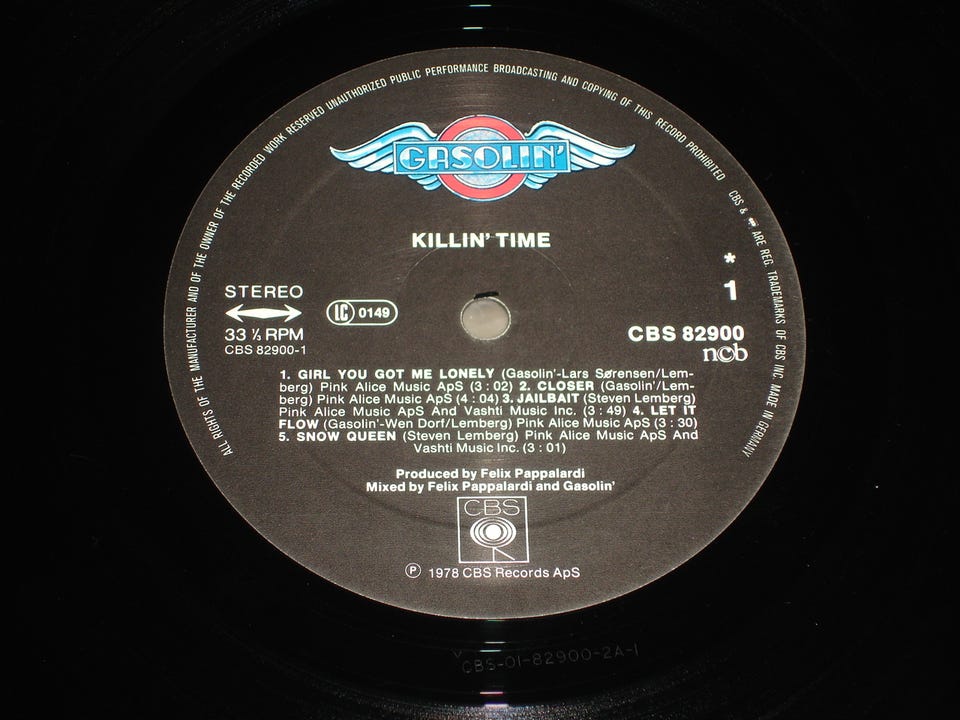 ALL RIGHTS OF THE MANUFACTURER AND OF THE OWNER OF THE RECORDED WORK RESERVED UNAUTHORIZED PUBLIC PERFORMANCE BROADCASTING AND COPYING OF THIS RECORD PROHIBITED CBS & ARE REG. TRADEMARKS OF CBS INC. MADE IN GERMANY
GASOLIN'
KILLIN' TIME
*
1
STEREO
33 ⅓ RPM
CBS 82900-1
LC 0149
CBS 82900
ncb
1. GIRL YOU GOT ME LONELY (Gasolin'-Lars Sørensen/Lem-
berg) Pink Alice Music ApS (3 : 02) 2. CLOSER (Gasolin'/Lem-
berg) Pink Alice Music ApS (4 : 04) 3. JAILBAIT (Steven Lemberg)
Pink Alice Music ApS And Vashti Music Inc. (3 : 49) 4. LET IT
FLOW (Gasolin'-Wen Dorf/Lemberg) Pink Alice Music ApS (3 : 30)
5. SNOW QUEEN (Steven Lemberg) Pink Alice Music ApS And
Vashti Music Inc. (3 : 01)
Produced by Felix Pappalardi
Mixed by Felix Pappalardi and Gasolin'
CBS
℗ 1978 CBS Records ApS
CBS-01-82900-2A-1